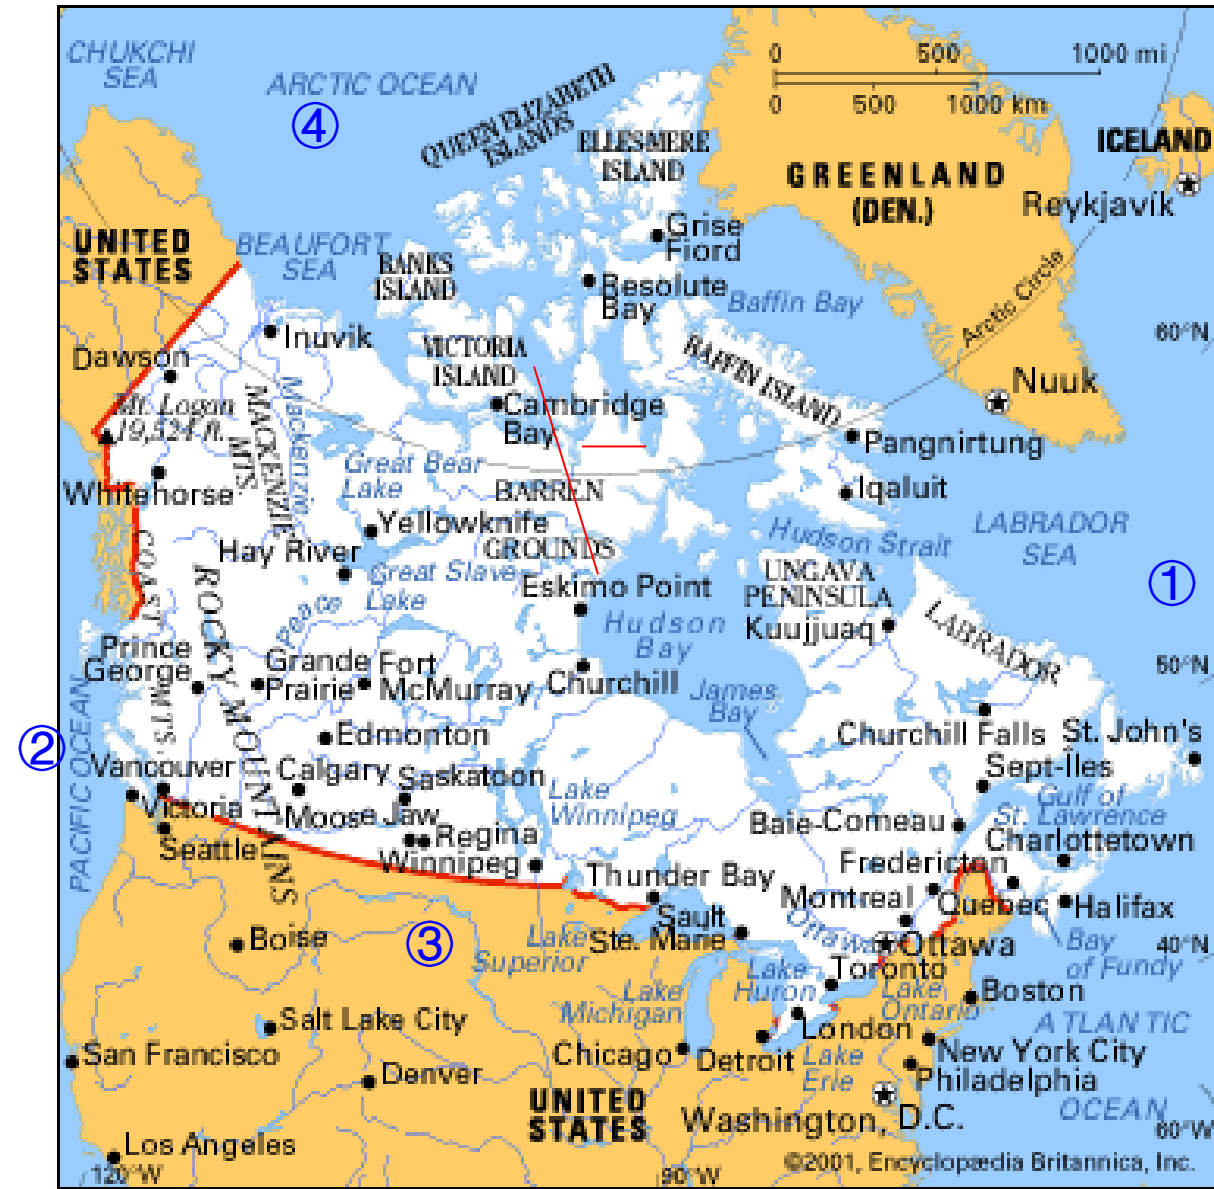 CHUKCHI
SEA
ARCTIC OCEAN
④
QUEEN ELIZABETH
ISLANDS
ELLESMERE
ISLAND
0 500 1000 mi
0 500 1000 km
ICELAND
Reykjavík
GREENLAND
(DEN.)
UNITED
STATES
BEAUFORT
SEA
BANKS
ISLAND
Grise
Fiord
Resolute
Bay
Baffin Bay
Arctic Circle
60°N
Inuvik
VICTORIA
ISLAND
BAFFIN ISLAND
Dawson
Nuuk
Mt. Logan
19,524 ft.
MACKENZIE
MTS.
Mackenzie
Cambridge
Bay
Pangnirtung
Great Bear
Lake
Whitehorse
BARREN
GROUNDS
Iqaluit
Yellowknife
Hay River
Hudson Strait
LABRADOR
SEA
COAST MTS.
ROCKY MOUNTAINS
Great Slave
Lake
Peace
Eskimo Point
UNGAVA
PENINSULA
①
Hudson
Bay
Kuujjuaq
LABRADOR
Prince
George
Grande
Prairie
Fort
McMurray
Churchill
James
Bay
50°N
②
PACIFIC OCEAN
Edmonton
Churchill Falls
St. John's
Vancouver
Calgary
Saskatoon
Sept-Îles
Lake
Winnipeg
Gulf of
St. Lawrence
Victoria
Moose Jaw
Baie-Comeau
Charlottetown
Seattle
Regina
Winnipeg
Fredericton
Thunder Bay
Montreal
Quebec
Halifax
Sault
Ste. Marie
Ottawa
Ottawa
Boise
③
Lake
Superior
Bay
of Fundy
40°N
Toronto
Lake
Huron
Lake
Michigan
Lake
Ontario
Boston
Salt Lake City
London
ATLANTIC
OCEAN
San Francisco
Chicago
Detroit
Lake
Erie
New York City
Denver
Philadelphia
UNITED
STATES
Washington, D.C.
60°W
Los Angeles
120°W
90°W
©2001, Encyclopædia Britannica, Inc.